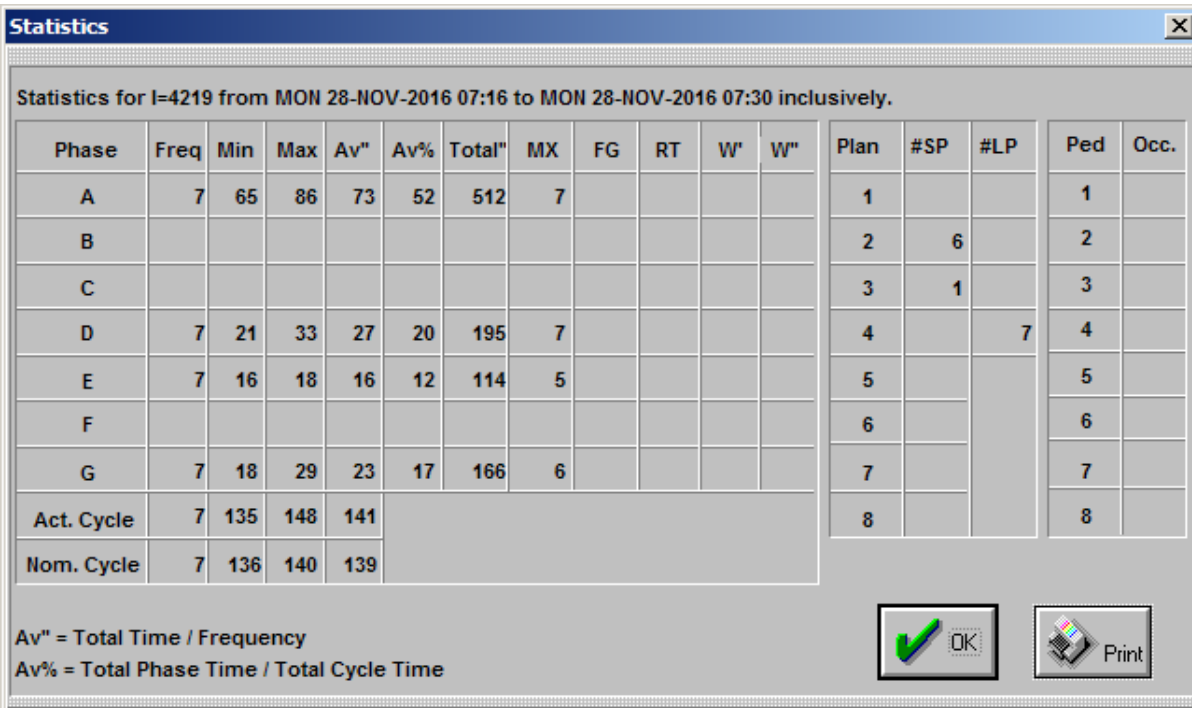 Statistics
Statistics for I=4219 from MON 28-NOV-2016 07:16 to MON 28-NOV-2016 07:30 inclusively.
Phase Freq Min Max Av" Av% Total" MX FG RT W' W" Plan #SP #LP Ped Occ.
A 7 65 86 73 52 512 7 1 1
B 2 6 2
C 3 1 3
D 7 21 33 27 20 195 7 4 7 4
E 7 16 18 16 12 114 5 5 5
F 6 6
G 7 18 29 23 17 166 6 7 7
Act. Cycle 7 135 148 141 8 8
Nom. Cycle 7 136 140 139
Av" = Total Time / Frequency
Av% = Total Phase Time / Total Cycle Time
OK Print